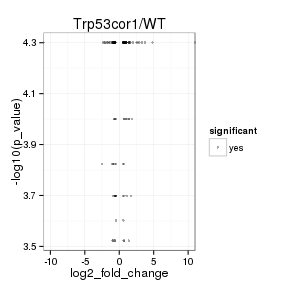 Trp53cor1/WT
4.3
4.1
3.9
3.7
3.5
-log10(p_value)
-10
-5
0
5
10
log2_fold_change
significant
yes